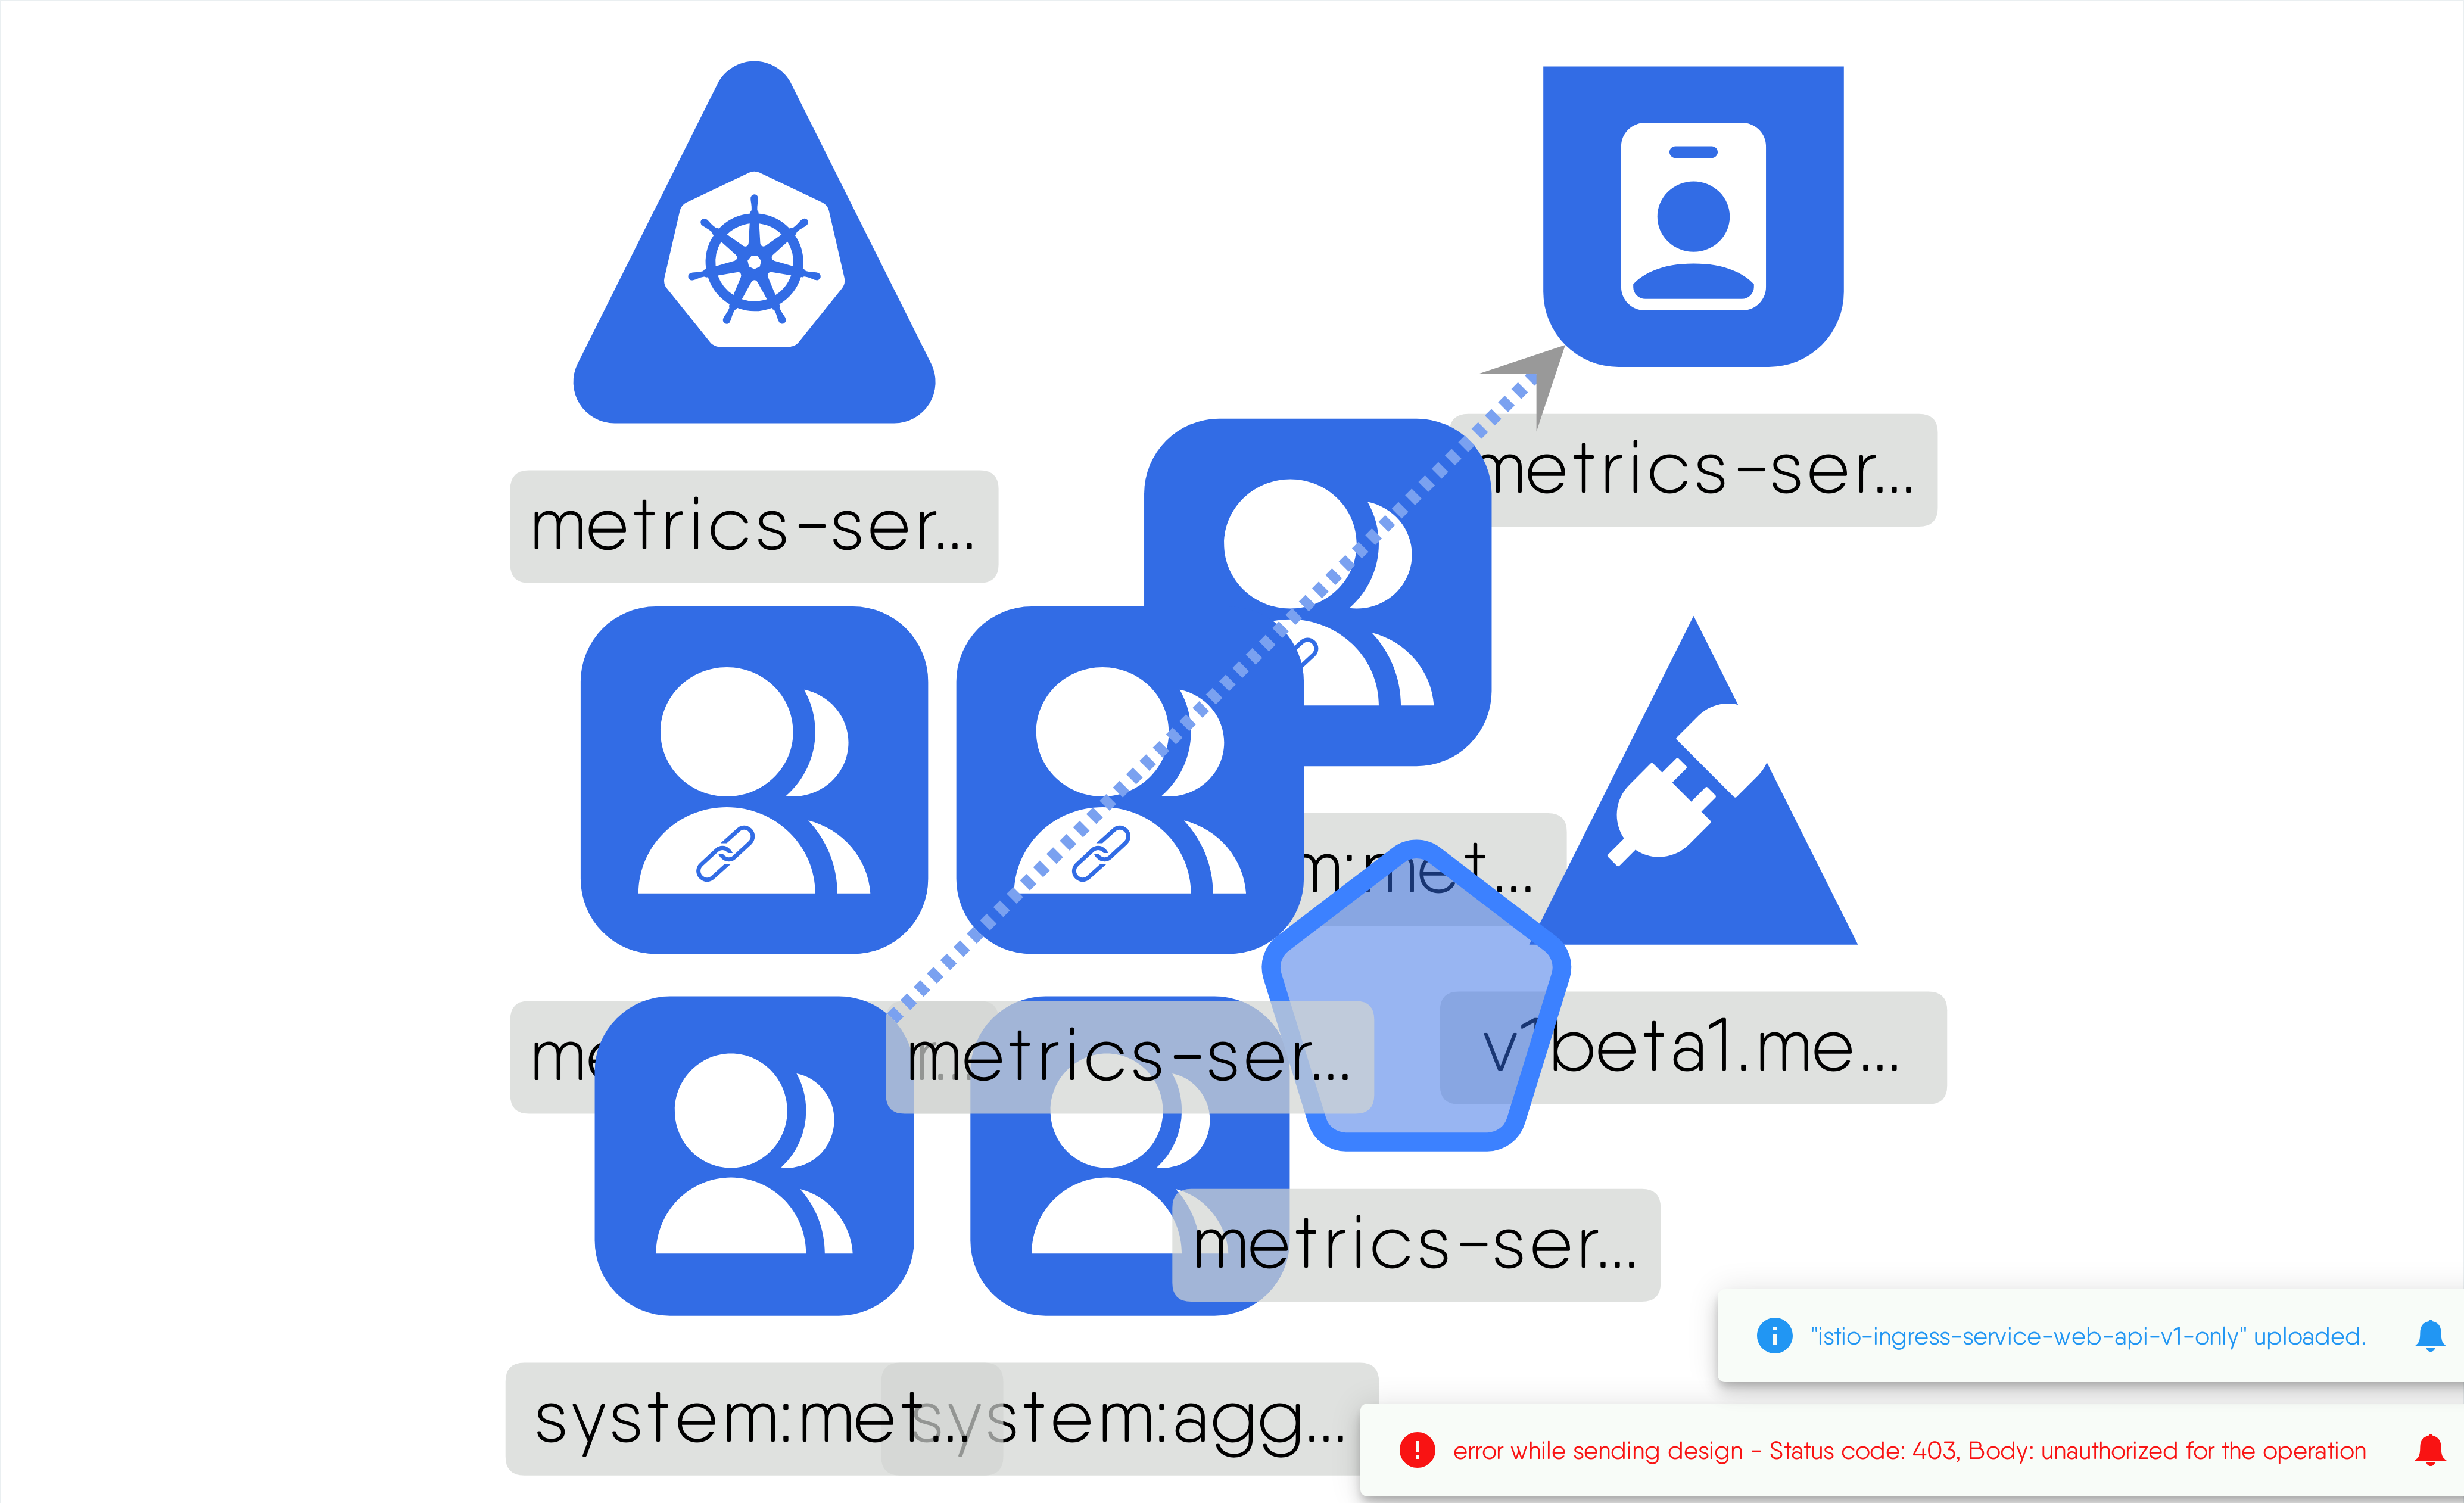 metrics-ser...
metrics-ser...
m:met...
metrics-ser...
v1beta1.me...
metrics-ser...
"istio-ingress-service-web-api-v1-only" uploaded.
system:met...
system:agg...
error while sending design - Status code: 403, Body: unauthorized for the operation